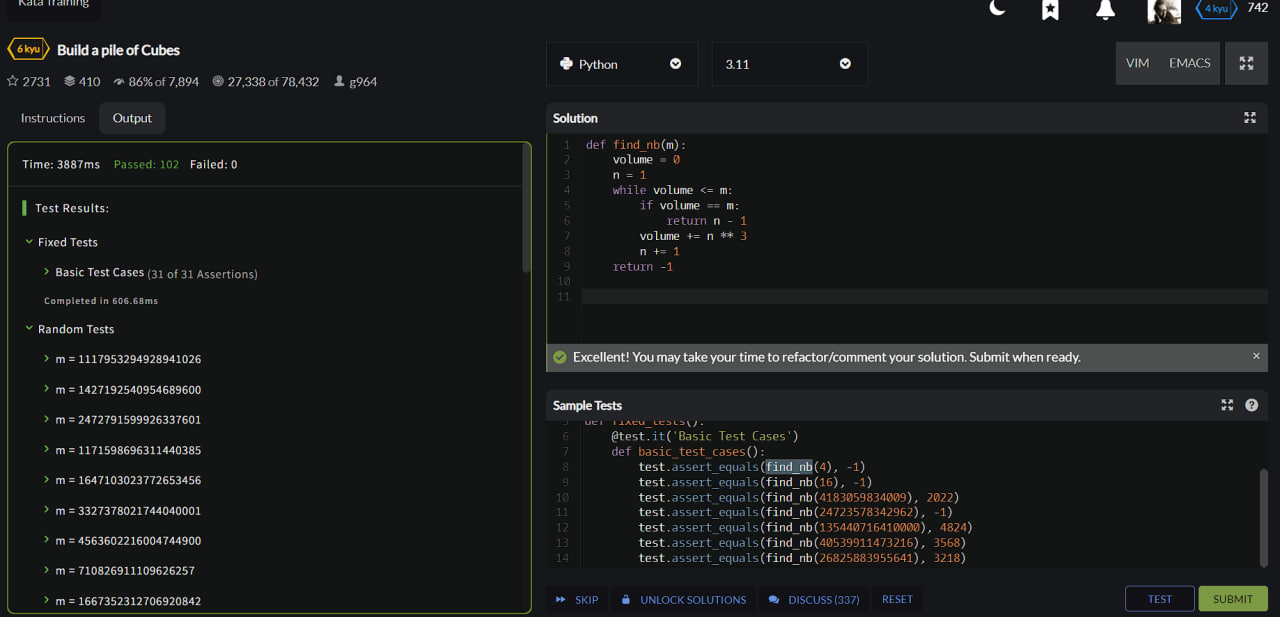 Kata Training
4 kyu 742
6 kyu Build a pile of Cubes
2731 410 86% of 7,894 27,338 of 78,432 g964
Instructions Output
Time: 3887ms Passed: 102 Failed: 0
Test Results:
Fixed Tests
Basic Test Cases (31 of 31 Assertions)
Completed in 606.68ms
Random Tests
m = 1117953294928941026
m = 1427192540954689600
m = 2472791599926337601
m = 1171598696311440385
m = 1647103023772653456
m = 3327378021744040001
m = 4563602216004744900
m = 710826911109626257
m = 1667352312706920842
Python 3.11 VIM EMACS
Solution
1 def find_nb(m):
2 volume = 0
3 n = 1
4 while volume <= m:
5 if volume == m:
6 return n - 1
7 volume += n ** 3
8 n += 1
9 return -1
10
11
Excellent! You may take your time to refactor/comment your solution. Submit when ready.
Sample Tests
5 def fixed_tests():
6 @test.it('Basic Test Cases')
7 def basic_test_cases():
8 test.assert_equals(find_nb(4), -1)
9 test.assert_equals(find_nb(16), -1)
10 test.assert_equals(find_nb(4183059834009), 2022)
11 test.assert_equals(find_nb(24723578342962), -1)
12 test.assert_equals(find_nb(135440716410000), 4824)
13 test.assert_equals(find_nb(40539911473216), 3568)
14 test.assert_equals(find_nb(26825883955641), 3218)
SKIP UNLOCK SOLUTIONS DISCUSS (337) RESET TEST SUBMIT